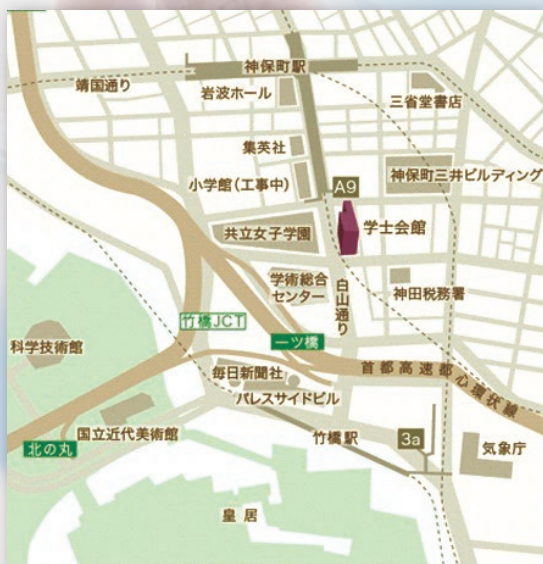 神保町駅
靖国通り
岩波ホール
三省堂書店
集英社
小学館(工事中)
神保町三井ビルディング
A9
共立女子学園
学士会館
学術総合
センター
白山通り
神田税務署
竹橋JCT
一ツ橋
科学技術館
毎日新聞社
首都高速都心環状線
パレスサイドビル
国立近代美術館
北の丸
竹橋駅
3a
気象庁
皇居